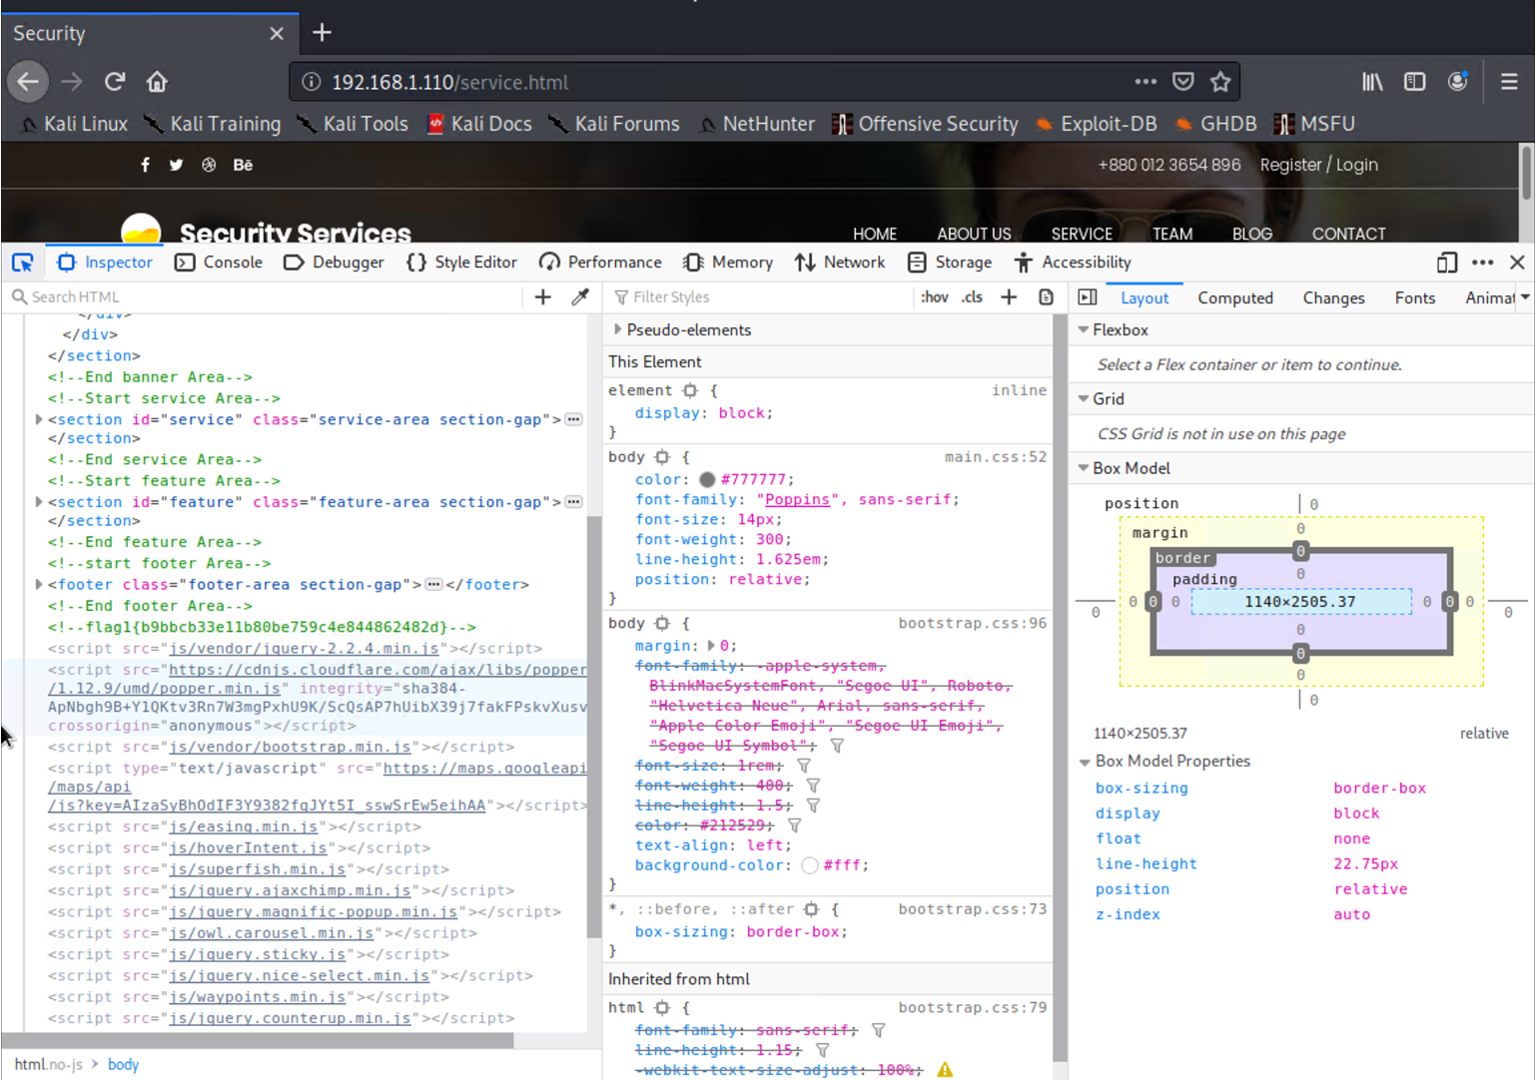 Security
192.168.1.110/service.html
Kali Linux Kali Training Kali Tools Kali Docs Kali Forums NetHunter Offensive Security Exploit-DB GHDB MSFU
Bē +880 012 3654 896 Register / Login
Security Services HOME ABOUT US SERVICE TEAM BLOG CONTACT
Inspector Console Debugger Style Editor Performance Memory Network Storage Accessibility
Search HTML
</div>
</div>
</section>
<!--End banner Area-->
<!--Start service Area-->
<section id="service" class="service-area section-gap">
</section>
<!--End service Area-->
<!--Start feature Area-->
<section id="feature" class="feature-area section-gap">
</section>
<!--End feature Area-->
<!--start footer Area-->
<footer class="footer-area section-gap"> </footer>
<!--End footer Area-->
<!--flag1{b9bbcb33e11b80be759c4e844862482d}-->
<script src="js/vendor/jquery-2.2.4.min.js"></script>
<script src="https://cdnjs.cloudflare.com/ajax/libs/popper
/1.12.9/umd/popper.min.js" integrity="sha384-
ApNbgh9B+Y1QKtv3Rn7W3mgPxhU9K/ScQsAP7hUibX39j7fakFPskvXusv
crossorigin="anonymous"></script>
<script src="js/vendor/bootstrap.min.js"></script>
<script type="text/javascript" src="https://maps.googleapi
/maps/api
/js?key=AIzaSyBhOdIF3Y9382fqJYt5I_sswSrEw5eihAA"></script>
<script src="js/easing.min.js"></script>
<script src="js/hoverIntent.js"></script>
<script src="js/superfish.min.js"></script>
<script src="js/jquery.ajaxchimp.min.js"></script>
<script src="js/jquery.magnific-popup.min.js"></script>
<script src="js/owl.carousel.min.js"></script>
<script src="js/jquery.sticky.js"></script>
<script src="js/jquery.nice-select.min.js"></script>
<script src="js/waypoints.min.js"></script>
<script src="js/jquery.counterup.min.js"></script>
html.no-js > body
Filter Styles :hov .cls
Pseudo-elements
This Element
element { inline
display: block;
}
body { main.css:52
color: #777777;
font-family: "Poppins", sans-serif;
font-size: 14px;
font-weight: 300;
line-height: 1.625em;
position: relative;
}
body { bootstrap.css:96
margin: 0;
font-family: -apple-system,
BlinkMacSystemFont, "Segoe UI", Roboto,
"Helvetica Neue", Arial, sans-serif,
"Apple Color Emoji", "Segoe UI Emoji",
"Segoe UI Symbol";
font-size: 1rem;
font-weight: 400;
line-height: 1.5;
color: #212529;
text-align: left;
background-color: #fff;
}
*, ::before, ::after { bootstrap.css:73
box-sizing: border-box;
}
Inherited from html
html { bootstrap.css:79
font-family: sans-serif;
line-height: 1.15;
-webkit-text-size-adjust: 100%;
Layout Computed Changes Fonts Animat
Flexbox
Select a Flex container or item to continue.
Grid
CSS Grid is not in use on this page
Box Model
position 0
margin 0
border 0
padding 0
0 0 0 0 1140×2505.37 0 0 0 0
0
0
0
0
1140×2505.37 relative
Box Model Properties
box-sizing border-box
display block
float none
line-height 22.75px
position relative
z-index auto